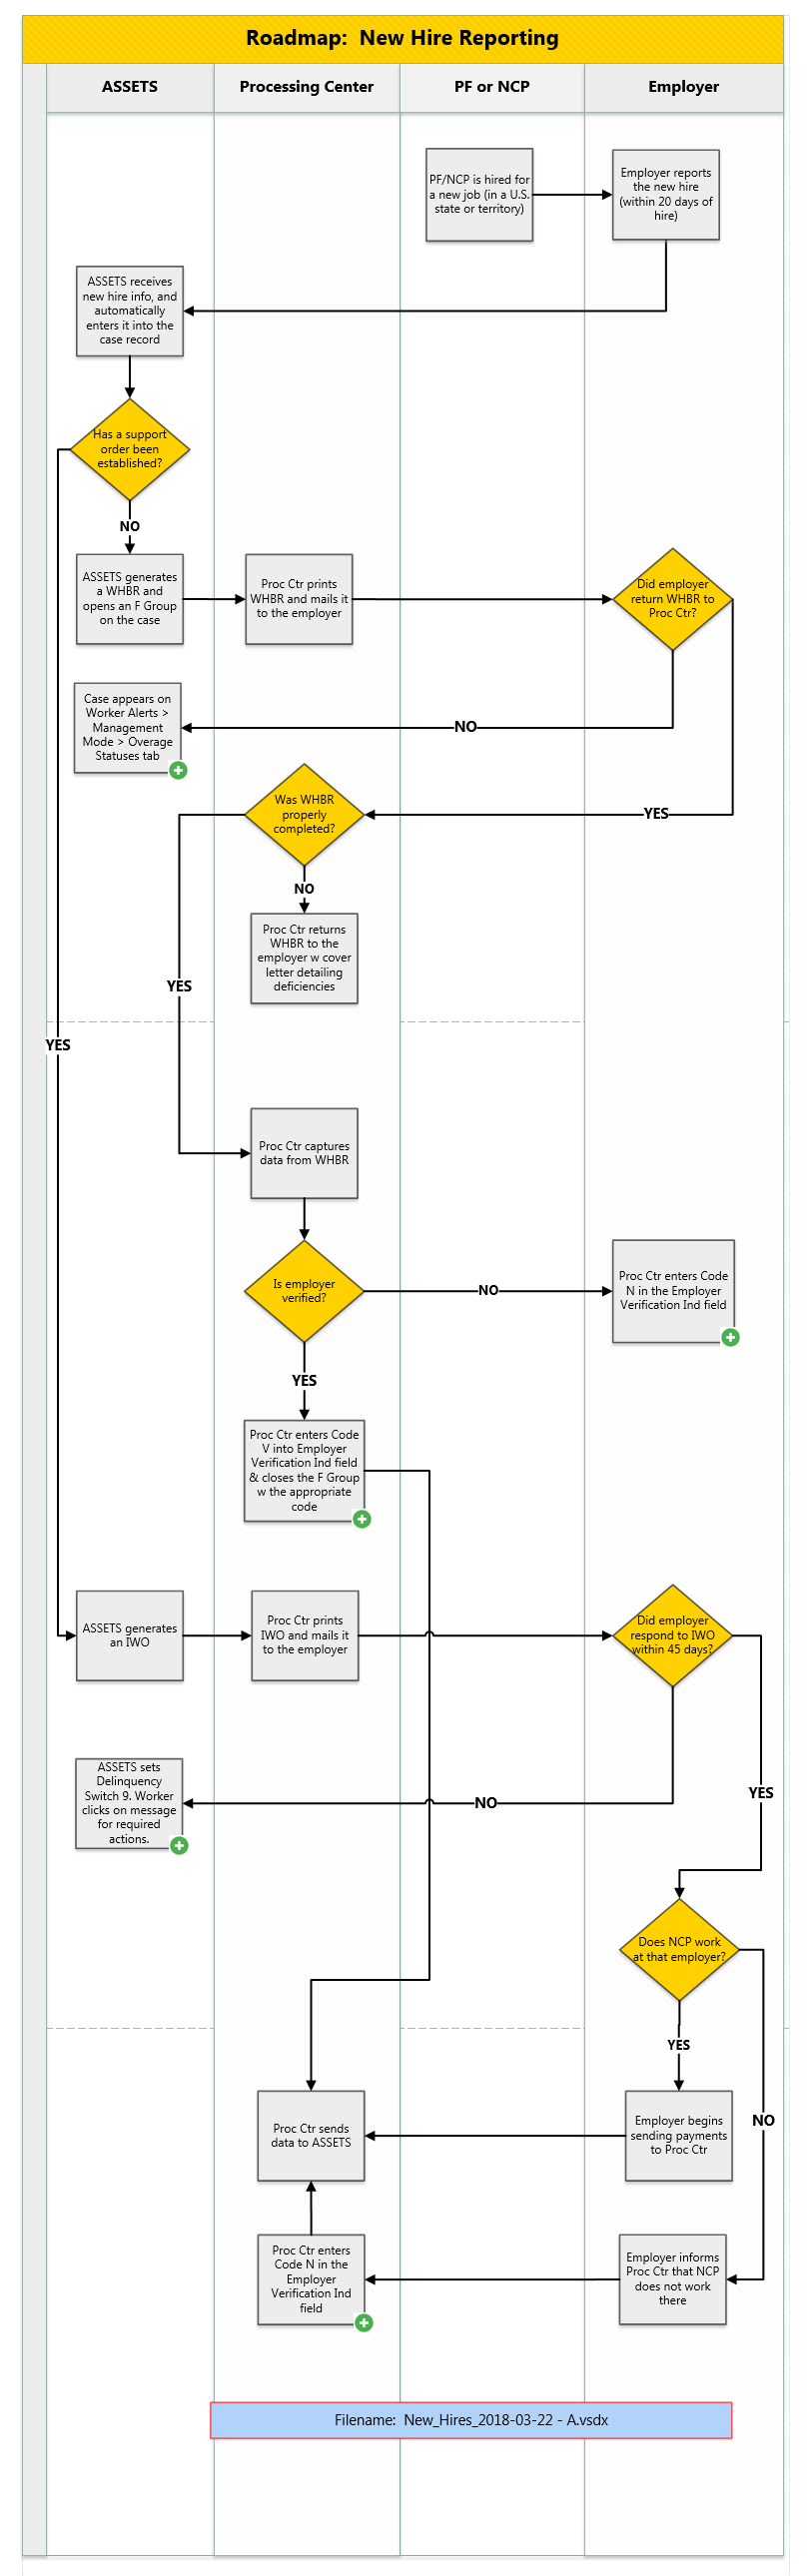 Roadmap:  New Hire Reporting
ASSETS
Processing Center
PF or NCP
Employer
PF/NCP is hired for
a new job (in a U.S.
state or territory)
Employer reports
the new hire
(within 20 days of
hire)
ASSETS receives
new hire info, and
automatically
enters it into the
case record
Has a support
order been
established?
NO
ASSETS generates
a WHBR and
opens an F Group
on the case
Proc Ctr prints
WHBR and mails it
to the employer
Did employer
return WHBR to
Proc Ctr?
Case appears on
Worker Alerts >
Management
Mode > Overage
Statuses tab
NO
Was WHBR
properly
completed?
YES
NO
Proc Ctr returns
WHBR to the
employer w cover
letter detailing
deficiencies
YES
YES
Proc Ctr captures
data from WHBR
Is employer
verified?
NO
Proc Ctr enters Code
N in the Employer
Verification Ind field
YES
Proc Ctr enters Code
V into Employer
Verification Ind field
& closes the F Group
w the appropriate
code
ASSETS generates
an IWO
Proc Ctr prints
IWO and mails it
to the employer
Did employer
respond to IWO
within 45 days?
ASSETS sets
Delinquency
Switch 9. Worker
clicks on message
for required
actions.
NO
YES
Does NCP work
at that employer?
YES
NO
Proc Ctr sends
data to ASSETS
Employer begins
sending payments
to Proc Ctr
Proc Ctr enters
Code N in the
Employer
Verification Ind
field
Employer informs
Proc Ctr that NCP
does not work
there
Filename:  New_Hires_2018-03-22 - A.vsdx